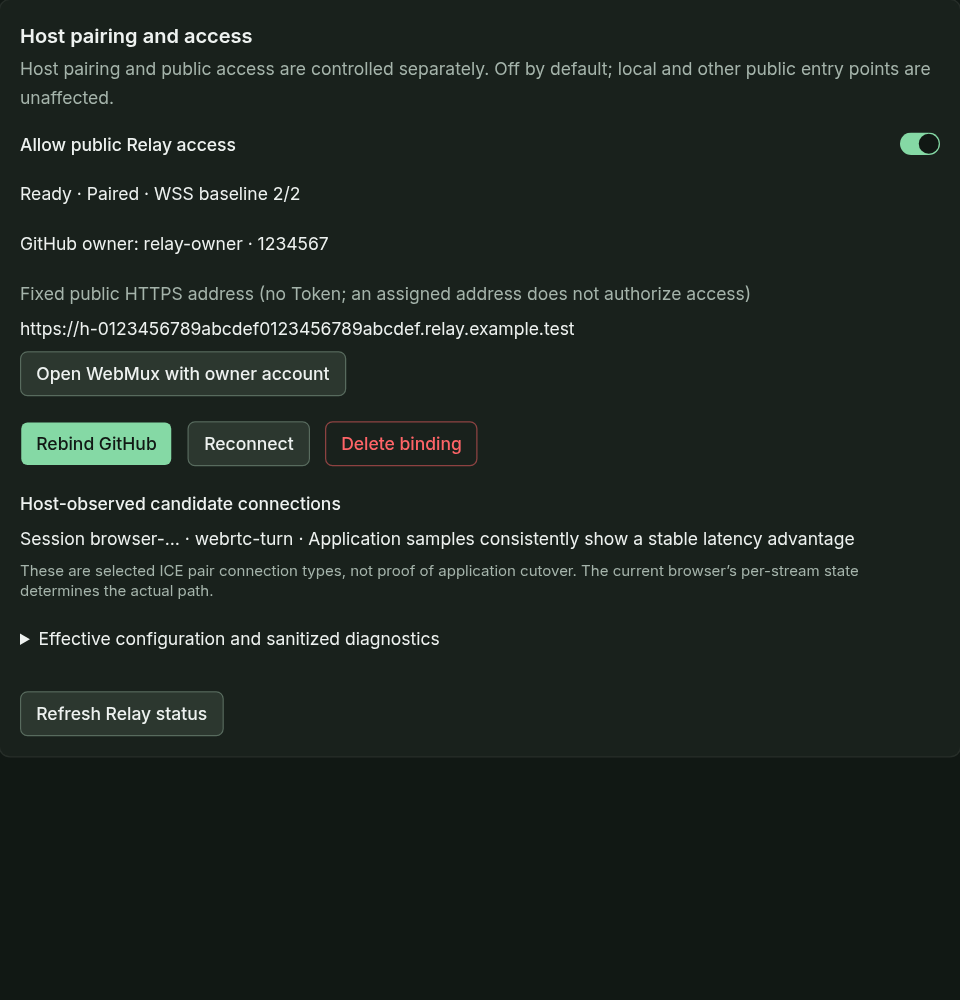 Host pairing and access
Host pairing and public access are controlled separately. Off by default; local and other public entry points are
unaffected.
Allow public Relay access
Ready · Paired · WSS baseline 2/2
GitHub owner: relay-owner · 1234567
Fixed public HTTPS address (no Token; an assigned address does not authorize access)
https://h-0123456789abcdef0123456789abcdef.relay.example.test
Open WebMux with owner account
Rebind GitHub
Reconnect
Delete binding
Host-observed candidate connections
Session browser-… · webrtc-turn · Application samples consistently show a stable latency advantage
These are selected ICE pair connection types, not proof of application cutover. The current browser’s per-stream state
determines the actual path.
Effective configuration and sanitized diagnostics
Refresh Relay status